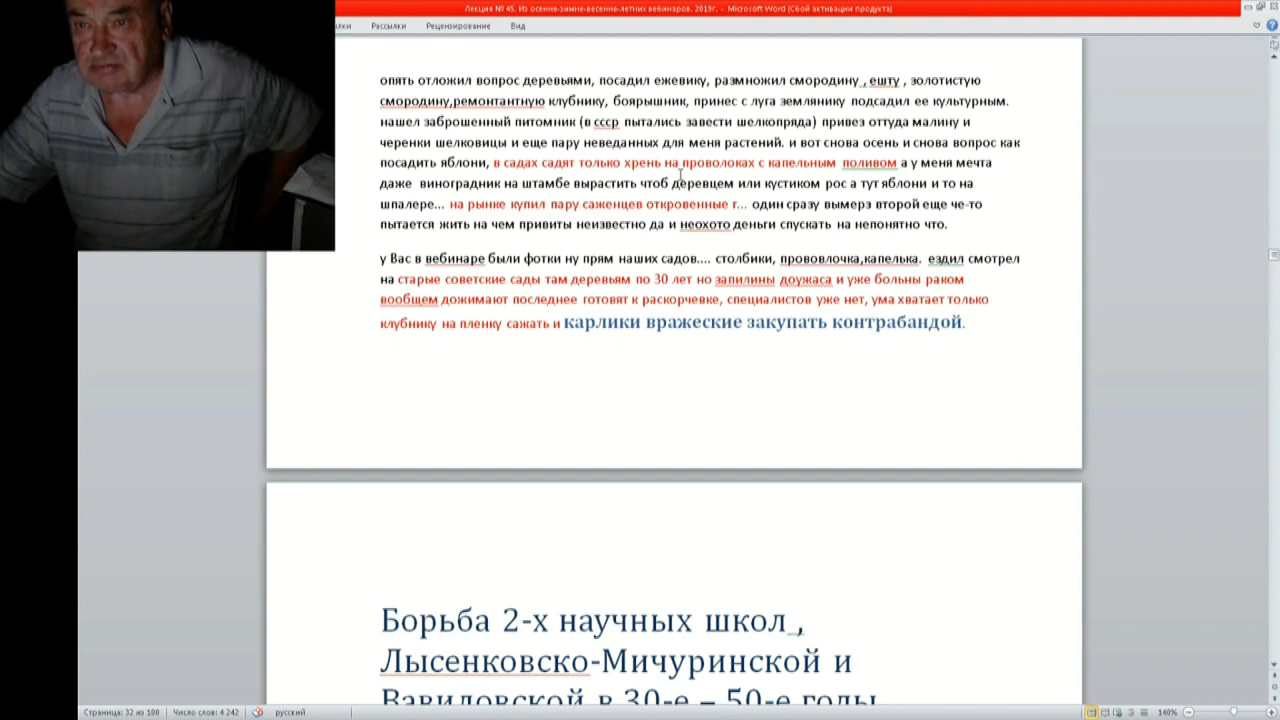 Лекция № 45. Из осенне-зимне-весенне-летних вебинаров. 2019г. - Microsoft Word (Сбой активации продукта)
лки Рассылки Рецензирование Вид
опять отложил вопрос деревьями, посадил ежевику, размножил смородину , ешту , золотистую
смородину,ремонтантную клубнику, боярышник, принес с луга землянику подсадил ее культурным.
нашел заброшенный питомник (в ссср пытались завести шелкопряда) привез оттуда малину и
черенки шелковицы и еще пару неведанных для меня растений. и вот снова осень и снова вопрос как
посадить яблони, в садах садят только хрень на проволоках с капельным поливом а у меня мечта
даже виноградник на штамбе вырастить чтоб деревцем или кустиком рос а тут яблони и то на
шпалере... на рынке купил пару саженцев откровенные г... один сразу вымерз второй еще че-то
пытается жить на чем привиты неизвестно да и неохото деньги спускать на непонятно что.
у Вас в вебинаре были фотки ну прям наших садов.... столбики, прововлочка,капелька. ездил смотрел
на старые советские сады там деревьям по 30 лет но запилины доужаса и уже больны раком
вообщем дожимают последнее готовят к раскорчевке, специалистов уже нет, ума хватает только
клубнику на пленку сажать и карлики вражеские закупать контрабандой.
Борьба 2-х научных школ ,
Лысенковско-Мичуринской и
Вавиловской в 30-е – 50-е годы
Страница: 32 из 100 Число слов: 4 242 русский 140%